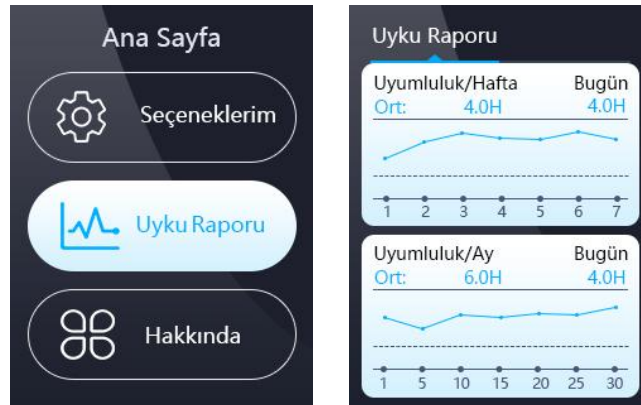 Ana Sayfa
Seçeneklerim
Uyku Raporu
Hakkında
Uyku Raporu
Uyumluluk/Hafta Bugün
Ort: 4.0H 4.0H
1 2 3 4 5 6 7
Uyumluluk/Ay Bugün
Ort: 6.0H 4.0H
1 5 10 15 20 25 30